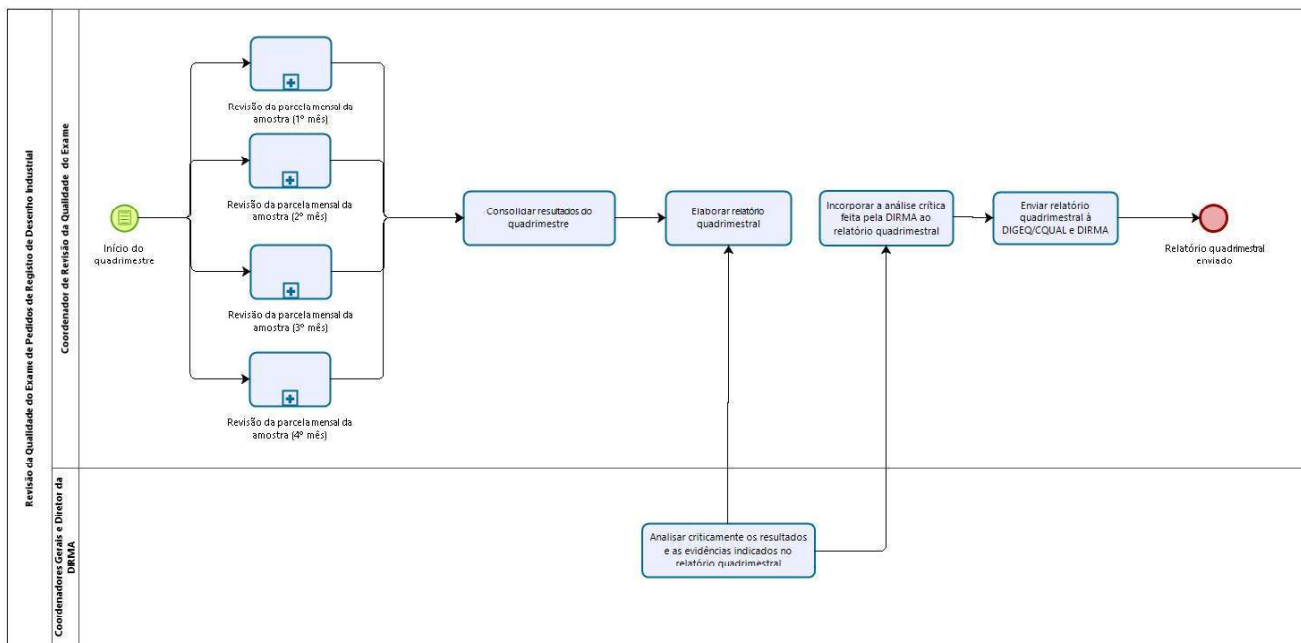 Revisão da Qualidade do Exame de Pedidos de Registro de Desenho Industrial
Coordenador de Revisão da Qualidade do Exame
Início do
quadrimestre
Revisão da parcela mensal da
amostra (1º mês)
Revisão da parcela mensal da
amostra (2º mês)
Revisão da parcela mensal da
amostra (3º mês)
Revisão da parcela mensal da
amostra (4º mês)
Consolidar resultados do
quadrimestre
Elaborar relatório
quadrimestral
Incorporar a análise crítica
feita pela DIRMA ao
relatório quadrimestral
Enviar relatório
quadrimestral à
DIGEQ/CQUAL e DIRMA
Relatório quadrimestral
enviado
Coordenadores Gerais e Diretor da
DIRMA
Analisar criticamente os resultados
e as evidências indicados no
relatório quadrimestral